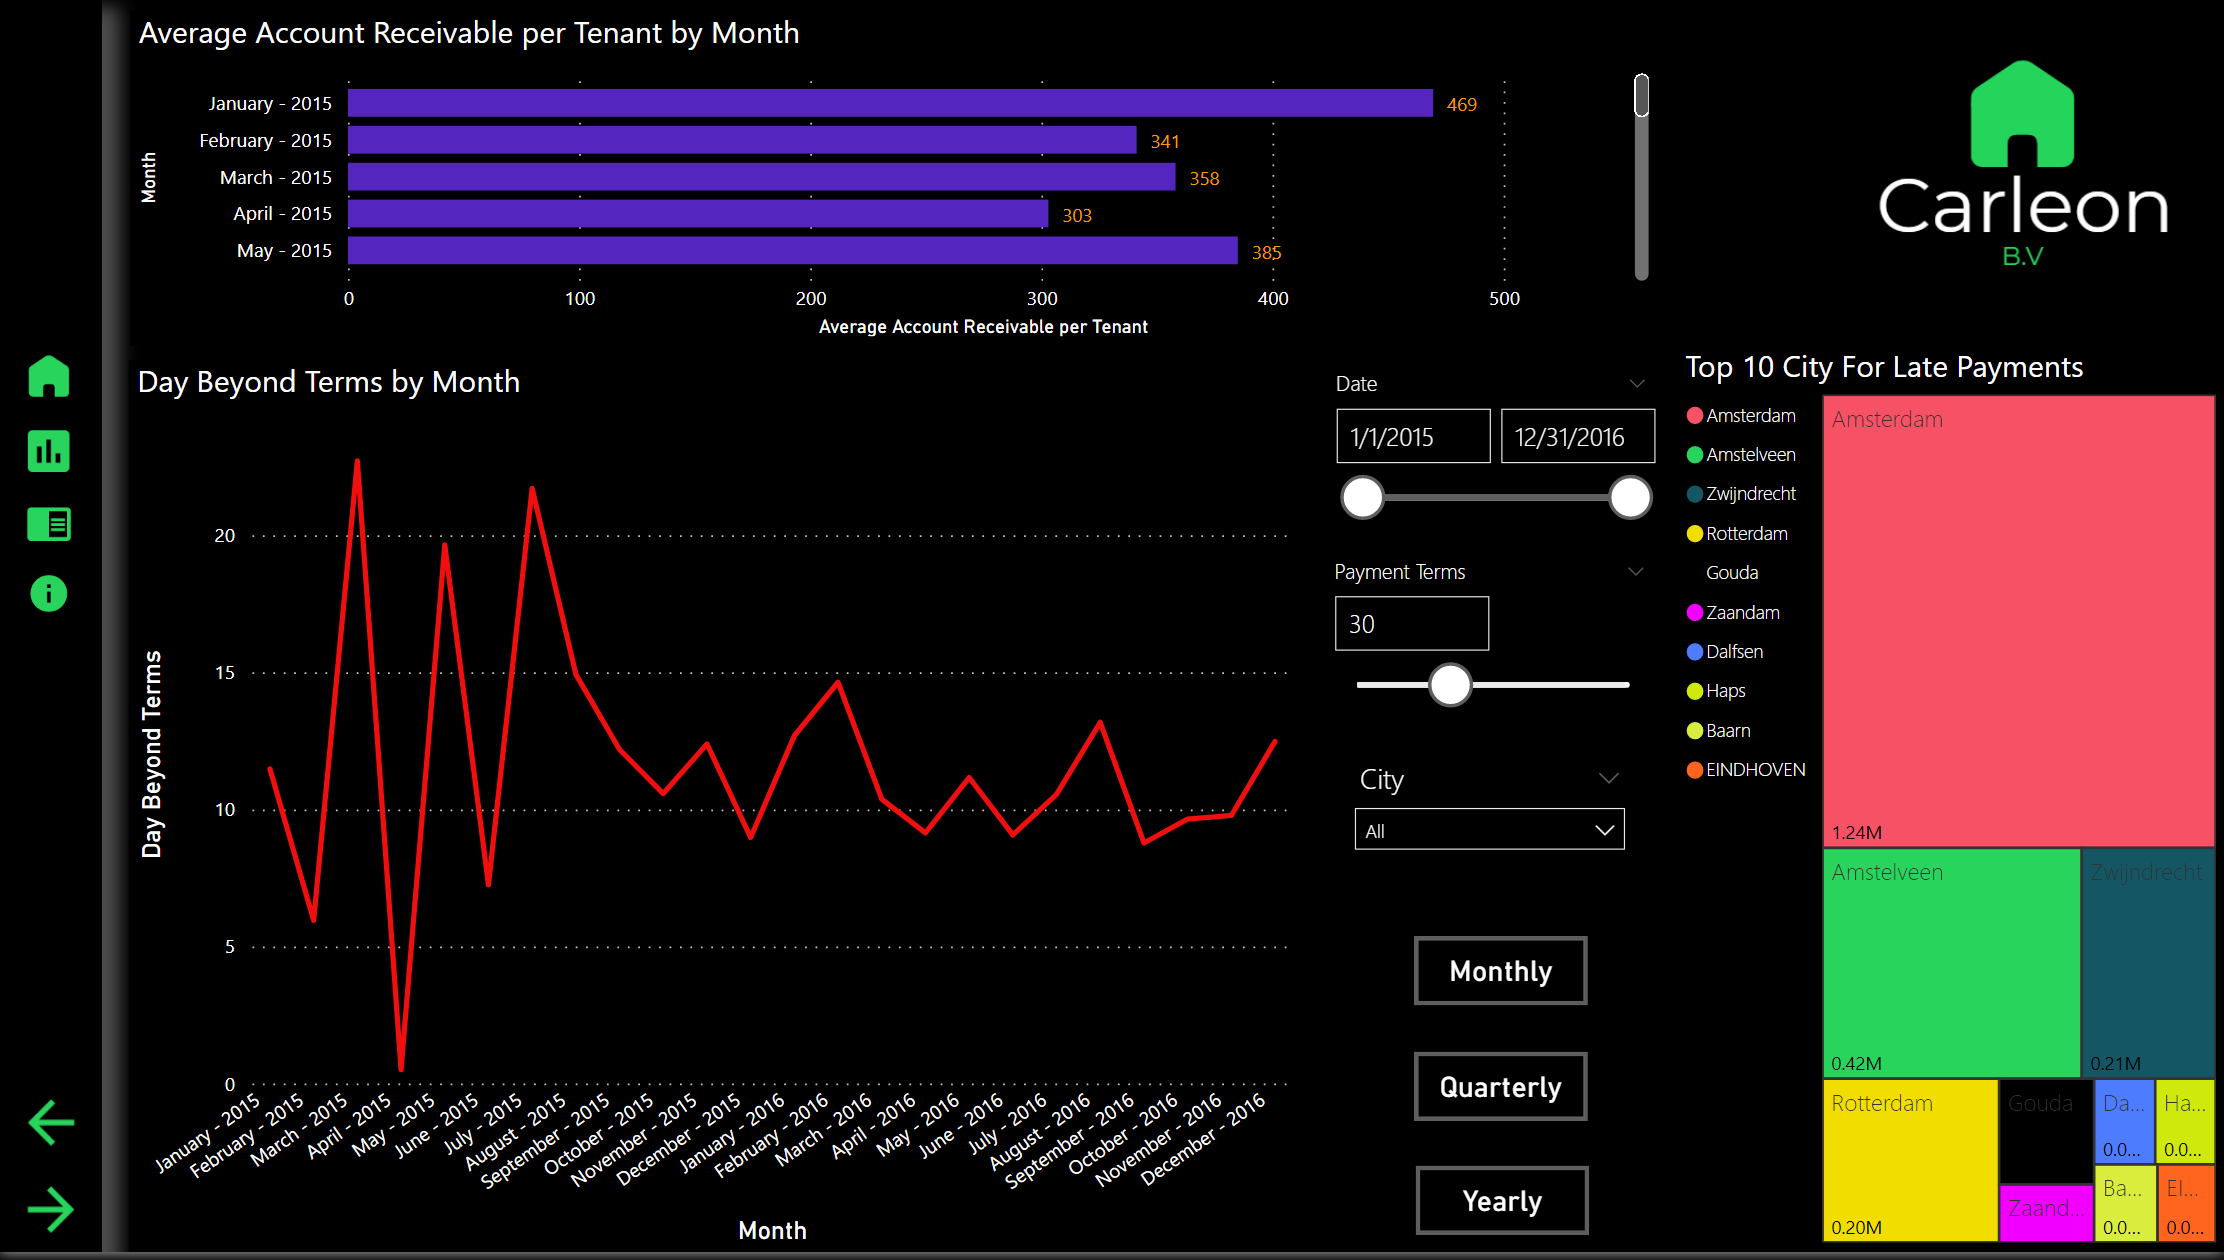 Average Account Receivable per Tenant by Month
Month
January - 2015
469
February - 2015
341
March - 2015
358
April - 2015
303
May - 2015
385
0 100 200 300 400 500
Average Account Receivable per Tenant
Carleon
B.V
Day Beyond Terms by Month
Day Beyond Terms
20
15
10
5
0
January - 2015
February - 2015
March - 2015
April - 2015
May - 2015
June - 2015
July - 2015
August - 2015
September - 2015
October - 2015
November - 2015
December - 2015
January - 2016
February - 2016
March - 2016
April - 2016
May - 2016
June - 2016
July - 2016
August - 2016
September - 2016
October - 2016
November - 2016
December - 2016
Month
Date
1/1/2015 12/31/2016
Payment Terms
30
City
All
Monthly
Quarterly
Yearly
Top 10 City For Late Payments
Amsterdam
Amstelveen
Zwijndrecht
Rotterdam
Gouda
Zaandam
Dalfsen
Haps
Baarn
EINDHOVEN
Amsterdam
1.24M
Amstelveen
0.42M
Zwijndrecht
0.21M
Rotterdam
0.20M
Gouda
Zaand...
Da...
0.0...
Ha...
0.0...
Ba...
0.0...
EI...
0.0...